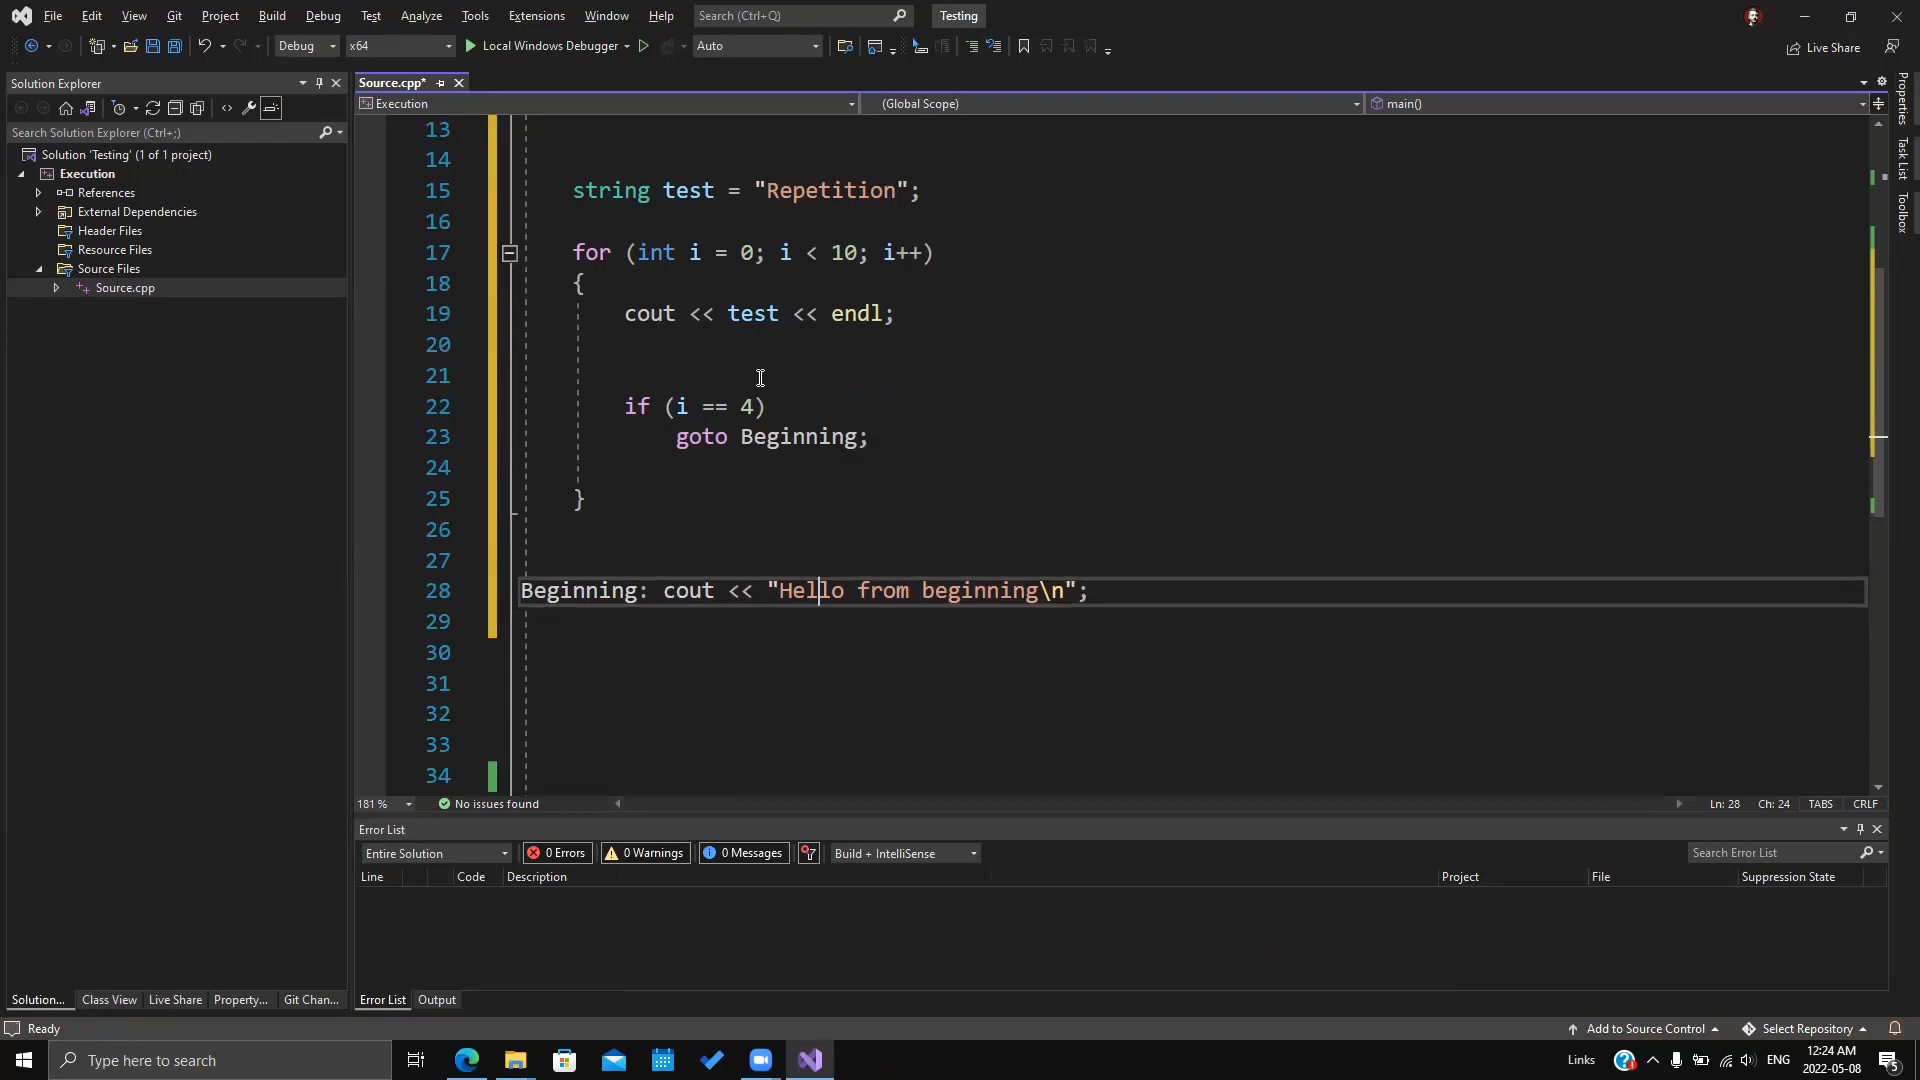 File Edit View Git Project Build Debug Test Analyze Tools Extensions Window Help Search (Ctrl+Q) Testing
Debug x64 Local Windows Debugger Auto Live Share
Solution Explorer
Search Solution Explorer (Ctrl+;)
Solution 'Testing' (1 of 1 project)
Execution
References
External Dependencies
Header Files
Resource Files
Source Files
Source.cpp
Source.cpp*
Execution (Global Scope) main()
13
14
15 string test = "Repetition";
16
17 for (int i = 0; i < 10; i++)
18 {
19 cout << test << endl;
20
21
22 if (i == 4)
23 goto Beginning;
24
25 }
26
27
28 Beginning: cout << "Hello from beginning\n";
29
30
31
32
33
34
181 % No issues found Ln: 28 Ch: 24 TABS CRLF
Error List
Entire Solution 0 Errors 0 Warnings 0 Messages Build + IntelliSense Search Error List
Line Code Description Project File Suppression State
Solution... Class View Live Share Property... Git Chan... Error List Output
Properties
Task List
Toolbox
Ready Add to Source Control Select Repository
Type here to search Links ENG 12:24 AM
2022-05-08 5